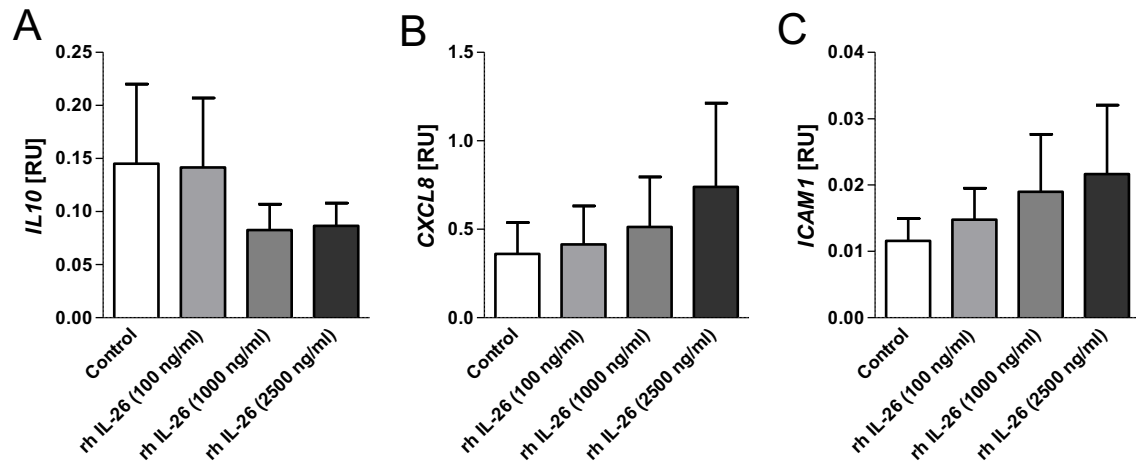 A
IL10 [RU]
0.25
0.20
0.15
0.10
0.05
0.00
Control
rh IL-26 (100 ng/ml)
rh IL-26 (1000 ng/ml)
rh IL-26 (2500 ng/ml)
B
CXCL8 [RU]
1.5
1.0
0.5
0.0
Control
rh IL-26 (100 ng/ml)
rh IL-26 (1000 ng/ml)
rh IL-26 (2500 ng/ml)
C
ICAM1 [RU]
0.04
0.03
0.02
0.01
0.00
Control
rh IL-26 (100 ng/ml)
rh IL-26 (1000 ng/ml)
rh IL-26 (2500 ng/ml)